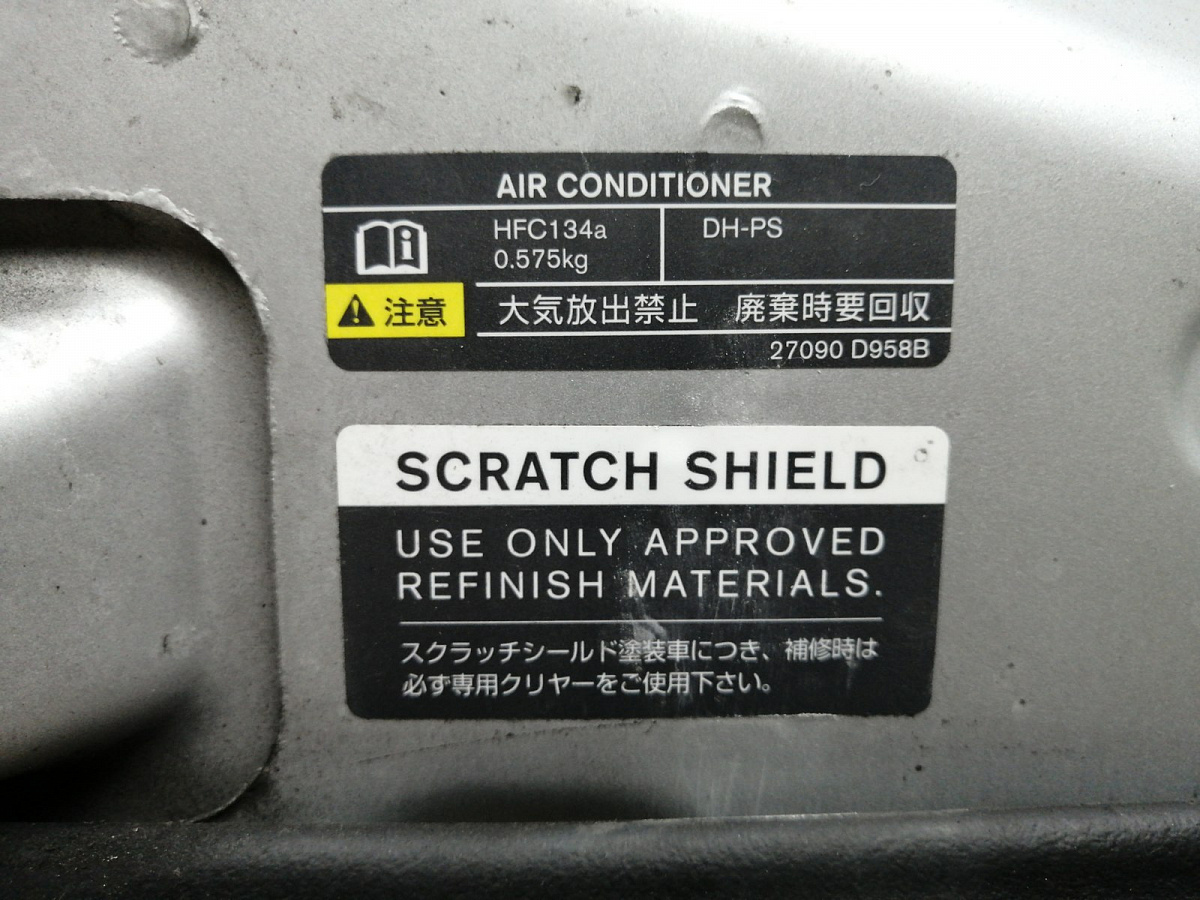 AIR CONDITIONER
HFC134a
0.575kg
DH-PS
注意
大気放出禁止 廃棄時要回収
27090 D958B
SCRATCH SHIELD
USE ONLY APPROVED
REFINISH MATERIALS.
スクラッチシールド塗装車につき、補修時は
必ず専用クリヤーをご使用下さい。